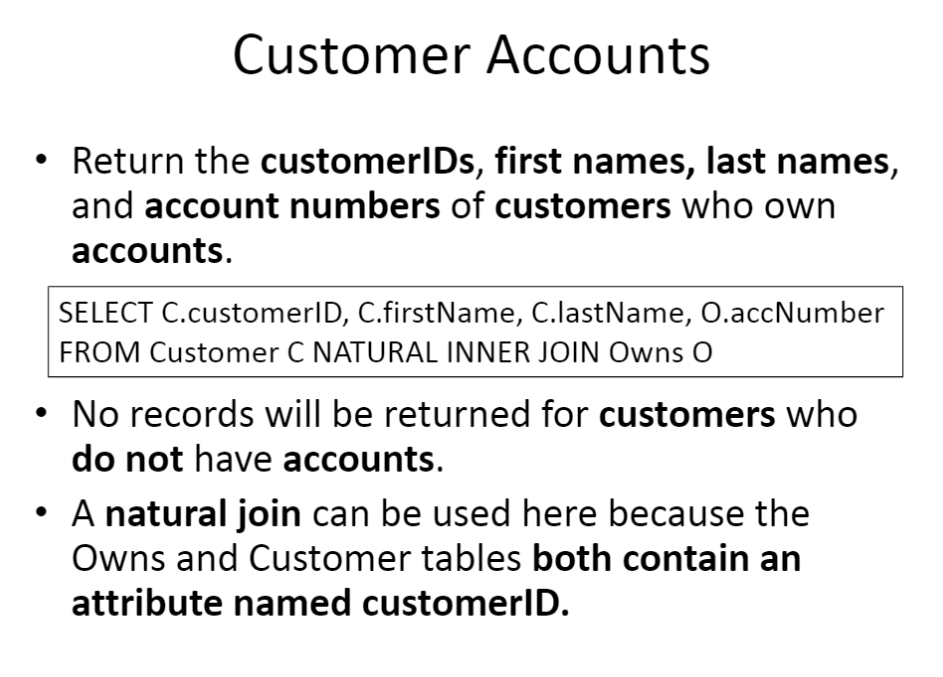 Customer Accounts
• Return the customerIDs, first names, last names,
and account numbers of customers who own
accounts.
SELECT C.customerID, C.firstName, C.lastName, O.accNumber
FROM Customer C NATURAL INNER JOIN Owns O
• No records will be returned for customers who
do not have accounts.
• A natural join can be used here because the
Owns and Customer tables both contain an
attribute named customerID.